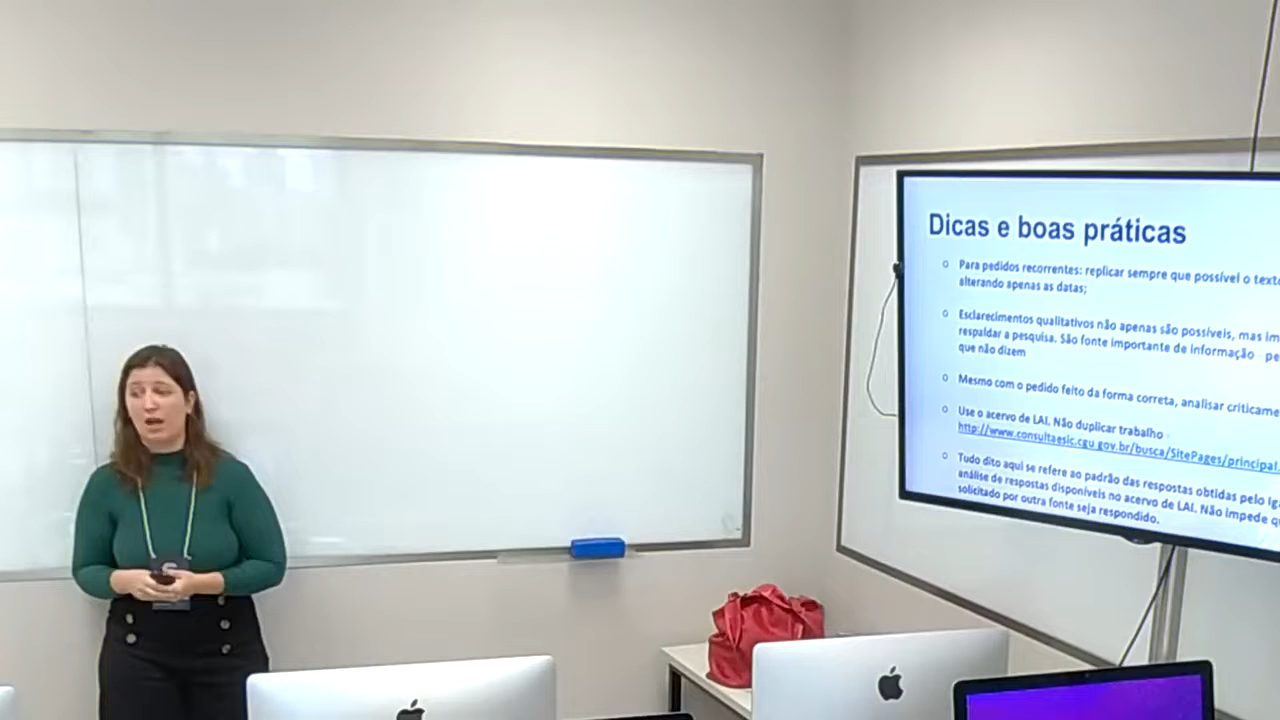 Dicas e boas práticas
Para pedidos recorrentes: replicar sempre que possível o texto
alterando apenas as datas;
Esclarecimentos qualitativos não apenas são possíveis, mas im
respaldar a pesquisa. São fonte importante de informação pe
que não dizem
Mesmo com o pedido feito da forma correta, analisar criticame
Use o acervo de LAI. Não duplicar trabalho
http://www.consultaesic.cgu.gov.br/busca/SitePages/principal.
Tudo dito aqui se refere ao padrão das respostas obtidas pelo Iga
análise de respostas disponíveis no acervo de LAI. Não impede q
solicitado por outra fonte seja respondido.